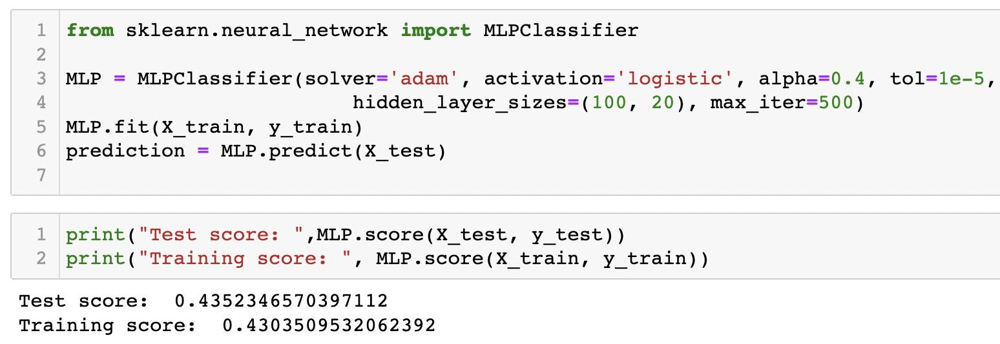 1 from sklearn.neural_network import MLPClassifier
2
3 MLP = MLPClassifier(solver='adam', activation='logistic', alpha=0.4, tol=1e-5,
4                         hidden_layer_sizes=(100, 20), max_iter=500)
5 MLP.fit(X_train, y_train)
6 prediction = MLP.predict(X_test)
7
1 print("Test score: ",MLP.score(X_test, y_test))
2 print("Training score: ", MLP.score(X_train, y_train))
Test score:  0.4352346570397112
Training score:  0.4303509532062392